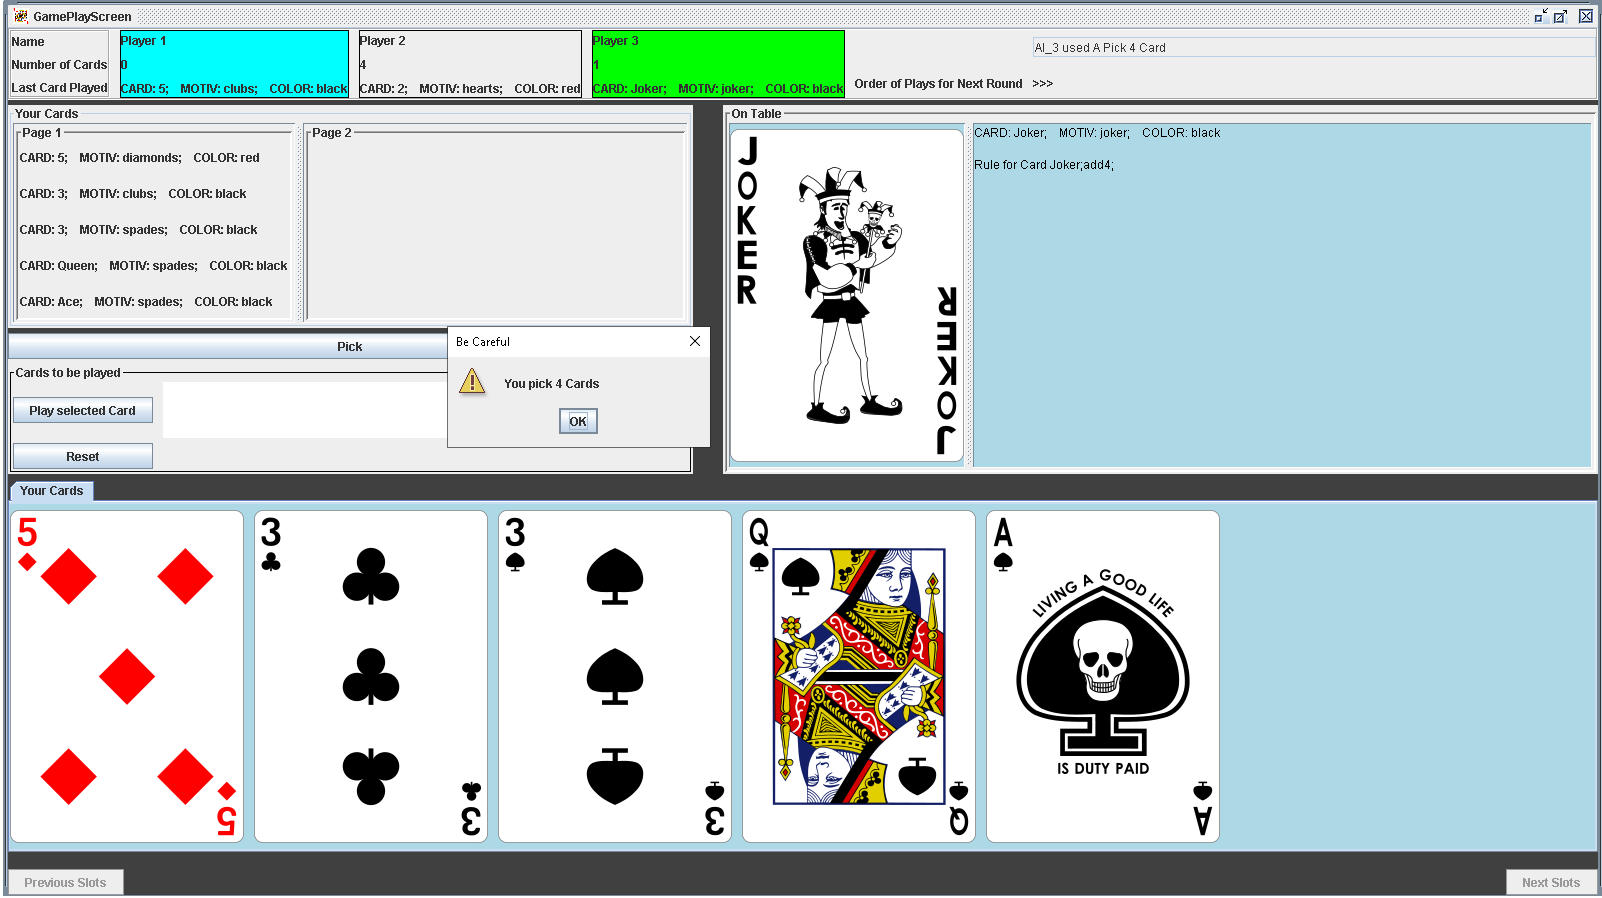 GamePlayScreen
Name
Number of Cards
Last Card Played
Player 1
0
CARD: 5; MOTIV: clubs; COLOR: black
Player 2
4
CARD: 2; MOTIV: hearts; COLOR: red
Player 3
1
CARD: Joker; MOTIV: joker; COLOR: black
AI_3 used A Pick 4 Card
Order of Plays for Next Round >>>
Your Cards
Page 1
CARD: 5; MOTIV: diamonds; COLOR: red
CARD: 3; MOTIV: clubs; COLOR: black
CARD: 3; MOTIV: spades; COLOR: black
CARD: Queen; MOTIV: spades; COLOR: black
CARD: Ace; MOTIV: spades; COLOR: black
Page 2
On Table
JOKER
JOKER
CARD: Joker; MOTIV: joker; COLOR: black
Rule for Card Joker;add4;
Pick
Cards to be played
Play selected Card
Reset
Be Careful
You pick 4 Cards
OK
Your Cards
5
5
3
3
3
3
Q
Q
A
LIVING A GOOD LIFE
IS DUTY PAID
A
Previous Slots
Next Slots